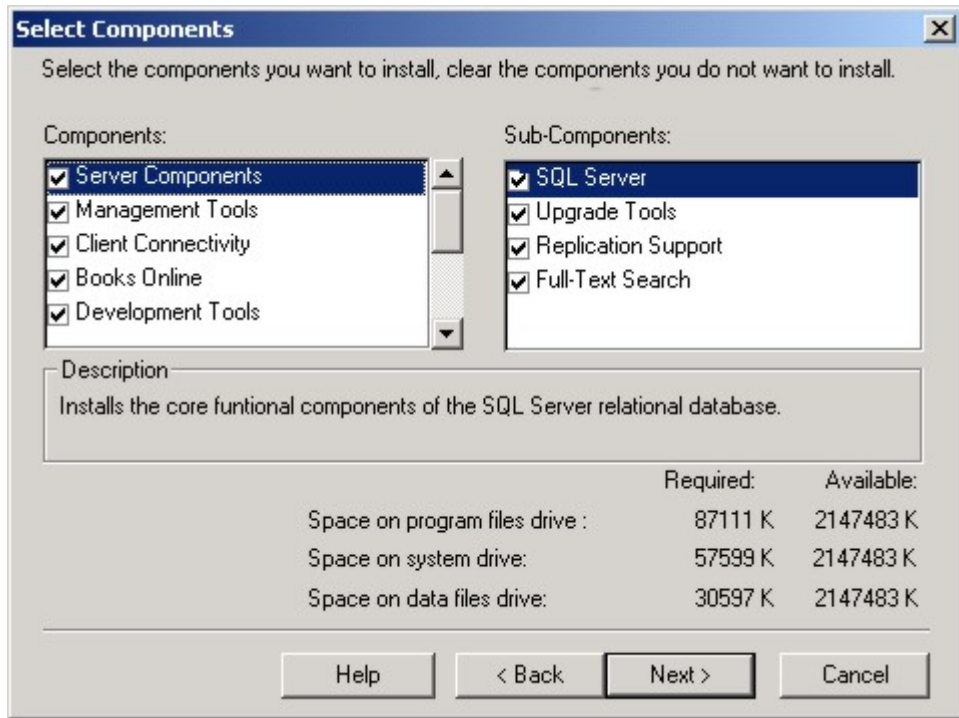 Select Components
Select the components you want to install, clear the components you do not want to install.
Components:
Server Components
Management Tools
Client Connectivity
Books Online
Development Tools
Sub-Components:
SQL Server
Upgrade Tools
Replication Support
Full-Text Search
Description
Installs the core funtional components of the SQL Server relational database.
Required: Available:
Space on program files drive : 87111 K 2147483 K
Space on system drive: 57599 K 2147483 K
Space on data files drive: 30597 K 2147483 K
Help < Back Next > Cancel